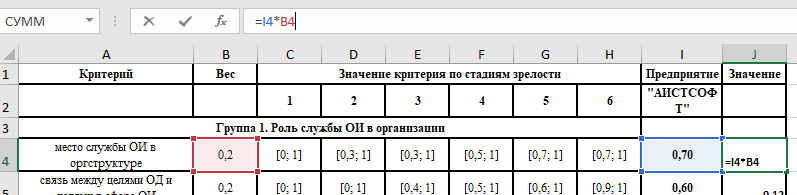 СУММ =I4*B4
A B C D E F G H I J
1 Критерий Вес Значение критерия по стадиям зрелости Предприятие Значение
2 1 2 3 4 5 6 "АИСТСОФ
Т"
3 Группа 1. Роль службы ОИ в организации
место службы ОИ в
4 оргструктуре 0,2 [0; 1] [0,3; 1] [0,3; 1] [0,5; 1] [0,7; 1] [0,7; 1] 0,70 =I4*B4
связь между целями ОД и
0,2 [0; 1] [0; 1] [0,4; 1] [0,5; 1] [0,6; 1] [0,9; 1] 0,60